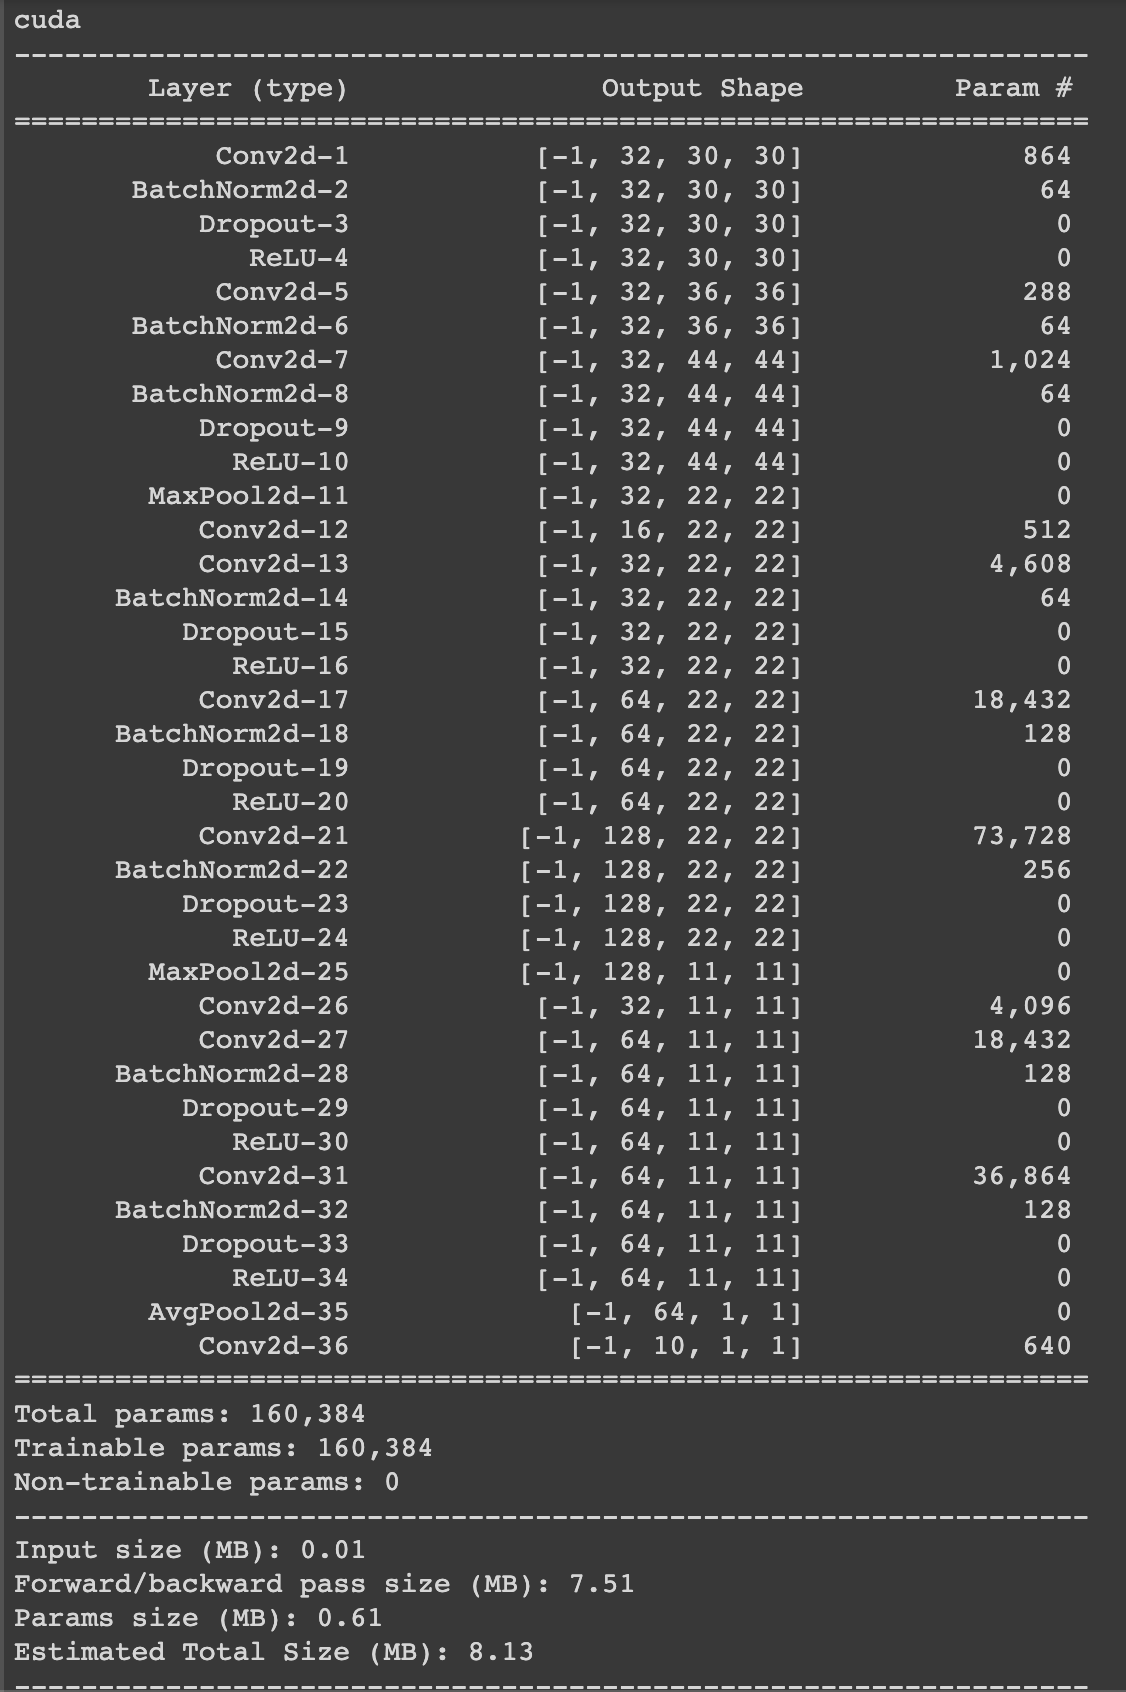 cuda
----------------------------------------------------------------
Layer (type) Output Shape Param #
================================================================
Conv2d-1 [-1, 32, 30, 30] 864
BatchNorm2d-2 [-1, 32, 30, 30] 64
Dropout-3 [-1, 32, 30, 30] 0
ReLU-4 [-1, 32, 30, 30] 0
Conv2d-5 [-1, 32, 36, 36] 288
BatchNorm2d-6 [-1, 32, 36, 36] 64
Conv2d-7 [-1, 32, 44, 44] 1,024
BatchNorm2d-8 [-1, 32, 44, 44] 64
Dropout-9 [-1, 32, 44, 44] 0
ReLU-10 [-1, 32, 44, 44] 0
MaxPool2d-11 [-1, 32, 22, 22] 0
Conv2d-12 [-1, 16, 22, 22] 512
Conv2d-13 [-1, 32, 22, 22] 4,608
BatchNorm2d-14 [-1, 32, 22, 22] 64
Dropout-15 [-1, 32, 22, 22] 0
ReLU-16 [-1, 32, 22, 22] 0
Conv2d-17 [-1, 64, 22, 22] 18,432
BatchNorm2d-18 [-1, 64, 22, 22] 128
Dropout-19 [-1, 64, 22, 22] 0
ReLU-20 [-1, 64, 22, 22] 0
Conv2d-21 [-1, 128, 22, 22] 73,728
BatchNorm2d-22 [-1, 128, 22, 22] 256
Dropout-23 [-1, 128, 22, 22] 0
ReLU-24 [-1, 128, 22, 22] 0
MaxPool2d-25 [-1, 128, 11, 11] 0
Conv2d-26 [-1, 32, 11, 11] 4,096
Conv2d-27 [-1, 64, 11, 11] 18,432
BatchNorm2d-28 [-1, 64, 11, 11] 128
Dropout-29 [-1, 64, 11, 11] 0
ReLU-30 [-1, 64, 11, 11] 0
Conv2d-31 [-1, 64, 11, 11] 36,864
BatchNorm2d-32 [-1, 64, 11, 11] 128
Dropout-33 [-1, 64, 11, 11] 0
ReLU-34 [-1, 64, 11, 11] 0
AvgPool2d-35 [-1, 64, 1, 1] 0
Conv2d-36 [-1, 10, 1, 1] 640
================================================================
Total params: 160,384
Trainable params: 160,384
Non-trainable params: 0
----------------------------------------------------------------
Input size (MB): 0.01
Forward/backward pass size (MB): 7.51
Params size (MB): 0.61
Estimated Total Size (MB): 8.13
----------------------------------------------------------------